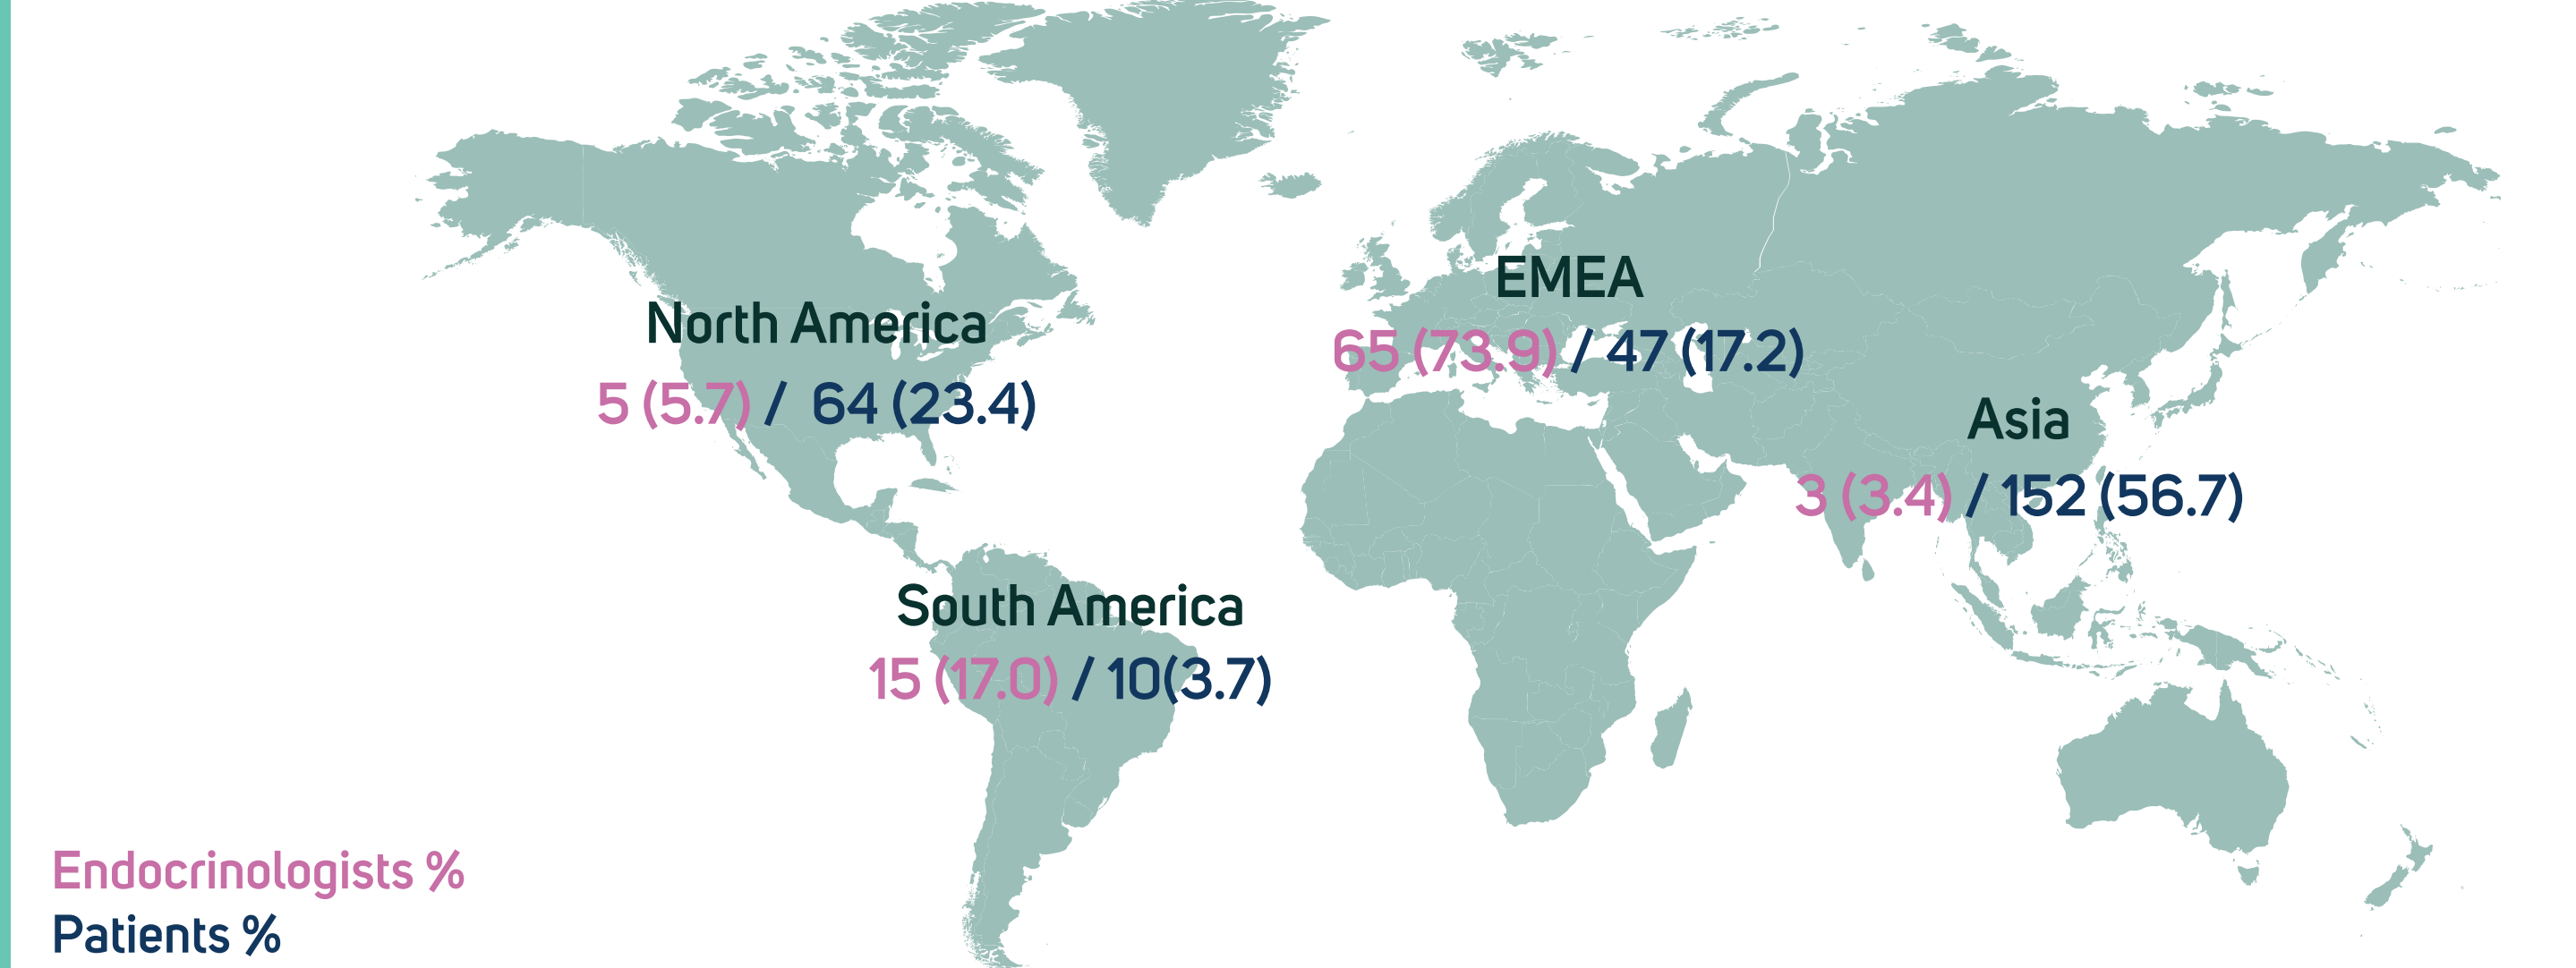 EMEA
65 (73.9) / 47 (17.2)
North America
5 (5.7) / 64 (23.4)
Asia
3 (3.4) / 152 (56.7)
South America
15 (17.0) / 10(3.7)
Endocrinologists %
Patients %